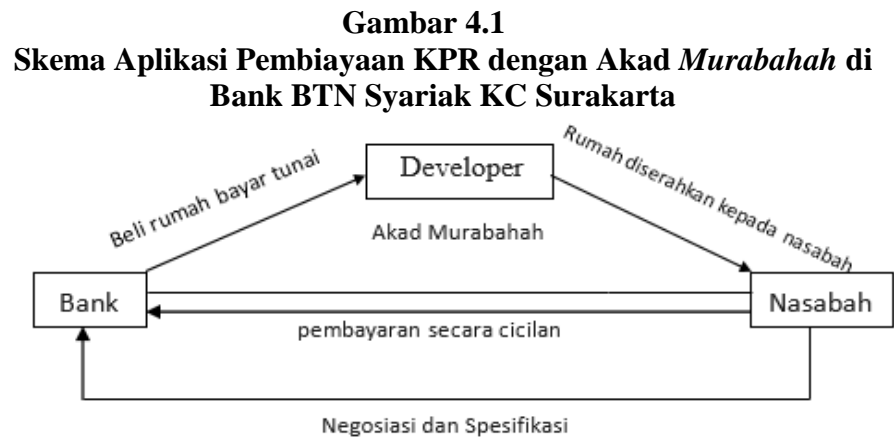 Gambar 4.1
Skema Aplikasi Pembiayaan KPR dengan Akad Murabahah di
Bank BTN Syariak KC Surakarta
Beli rumah bayar tunai
Developer
Rumah diserahkan kepada nasabah
Akad Murabahah
Bank
Nasabah
pembayaran secara cicilan
Negosiasi dan Spesifikasi